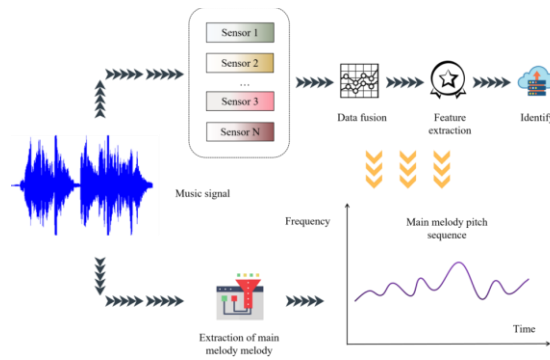 Sensor 1
Sensor 2
...
Sensor 3
Sensor N
Data fusion
Feature
extraction
Identify
Music signal
Frequency
Main melody pitch
sequence
Time
Extraction of main
melody melody